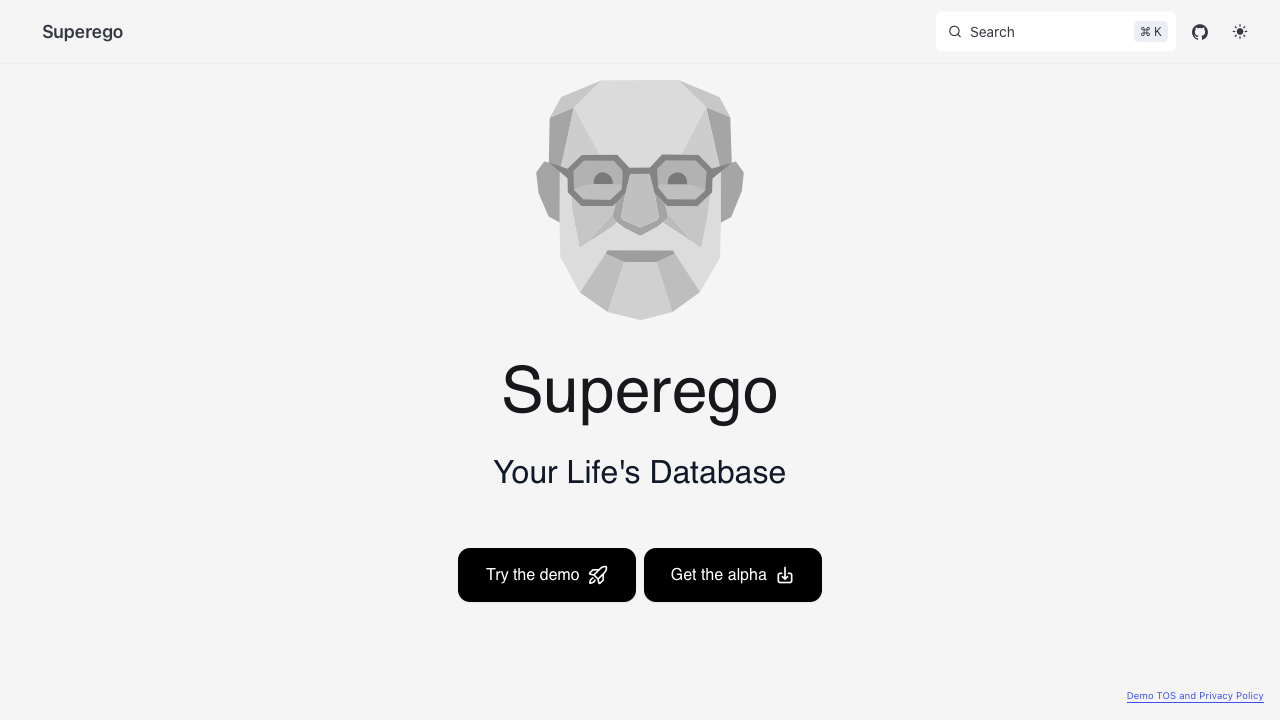 Superego
Search
⌘ K
Superego
Your Life's Database
Try the demo
Get the alpha
Demo TOS and Privacy Policy